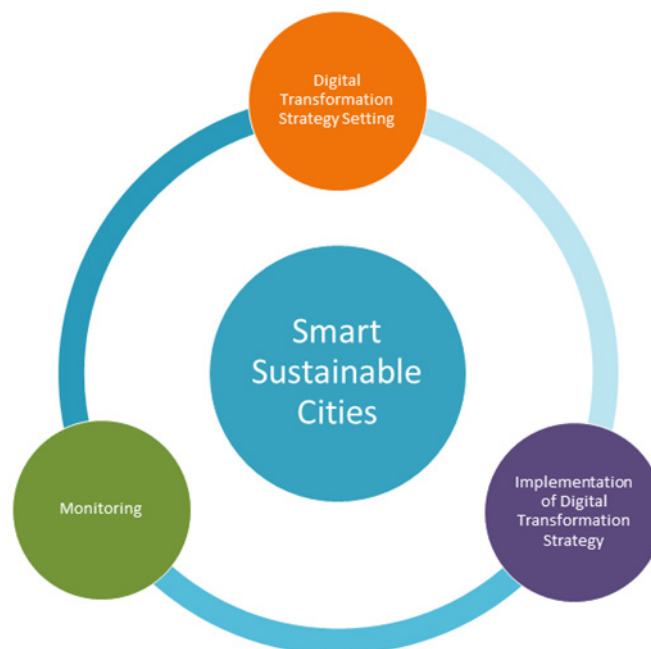 Digital
Transformation
Strategy Setting
Smart
Sustainable
Cities
Monitoring
Implementation
of Digital
Transformation
Strategy